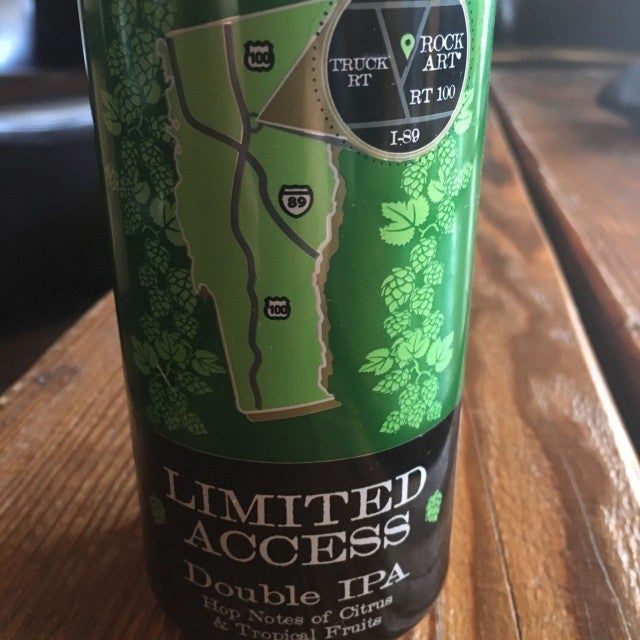 100
TRUCK
RT
ROCK
ART®
RT 100
I-89
89
100
LIMITED
ACCESS
Double IPA
Hop Notes of Citrus
& Tropical Fruits